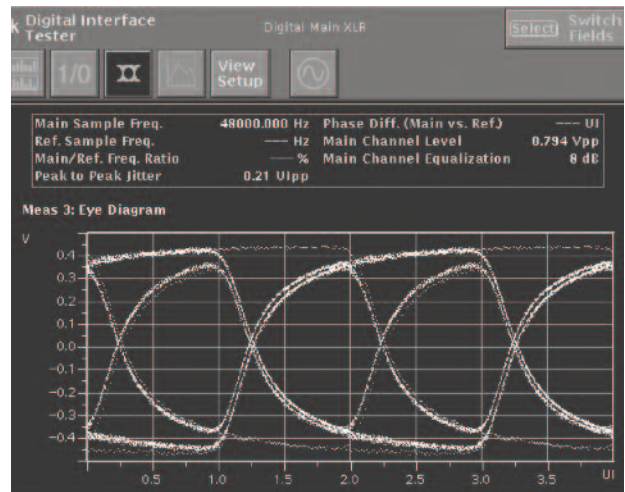 k Digital Interface Tester
Digital Main XLR
Select Switch Fields
1/0
View Setup
Main Sample Freq. 48000.000 Hz Phase Diff. (Main vs. Ref.) --- UI
Ref. Sample Freq. --- Hz Main Channel Level 0.794 Vpp
Main/Ref. Freq. Ratio --- % Main Channel Equalization 8 dB
Peak to Peak Jitter 0.21 UIpp
Meas 3: Eye Diagram
V
0.4
0.3
0.2
0.1
0.0
-0.1
-0.2
-0.3
-0.4
0.5 1.0 1.5 2.0 2.5 3.0 3.5 UI